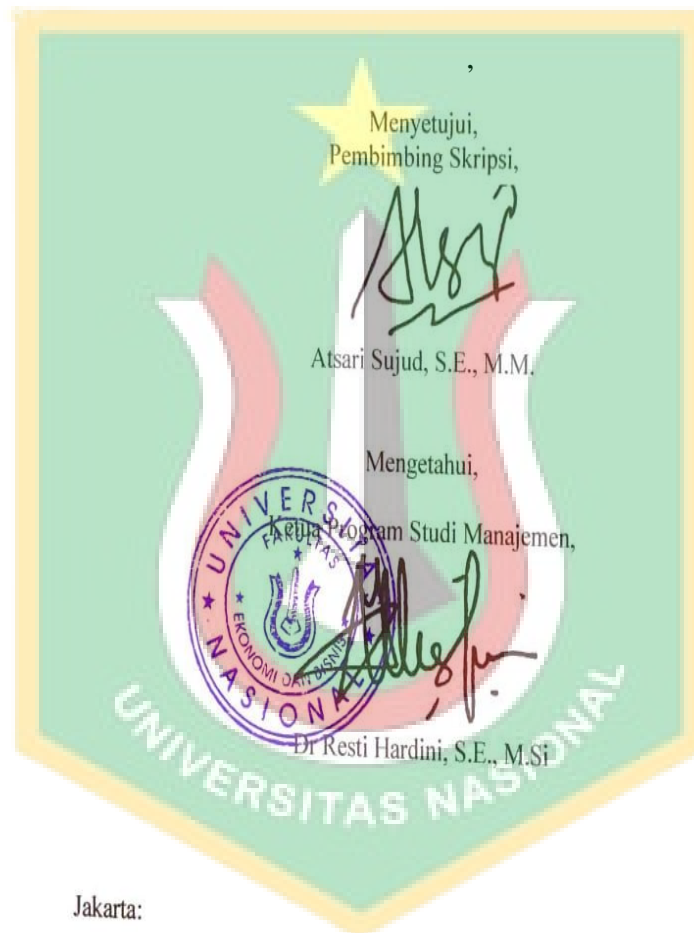 ,
Menyetujui,
Pembimbing Skripsi,
Atsari Sujud, S.E., M.M.
Mengetahui,
Ketua Program Studi Manajemen,
UNIVERSITAS NASIONAL
FAKULTAS
EKONOMI DAN BISNIS
Dr Resti Hardini, S.E., M.Si
UNIVERSITAS NASIONAL
Jakarta: